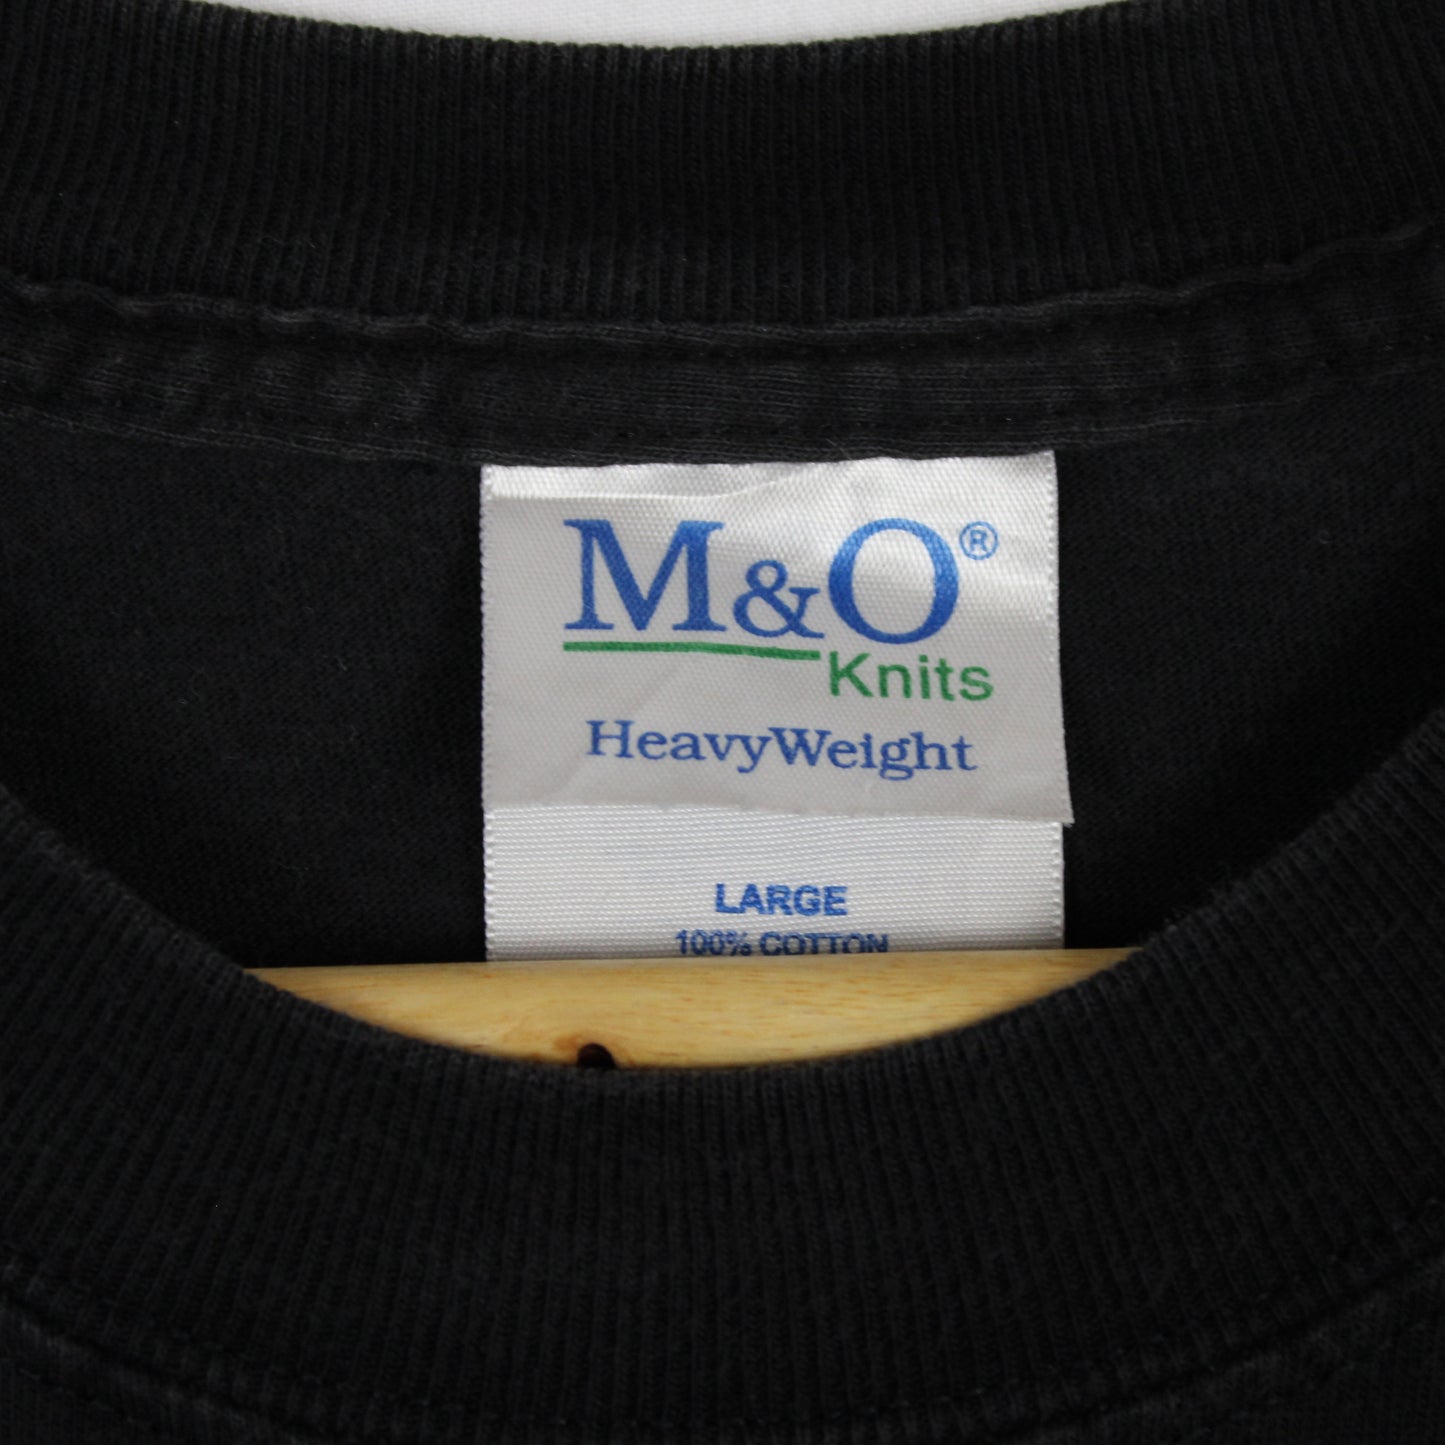 M&O®
Knits
HeavyWeight
LARGE
100% COTTON